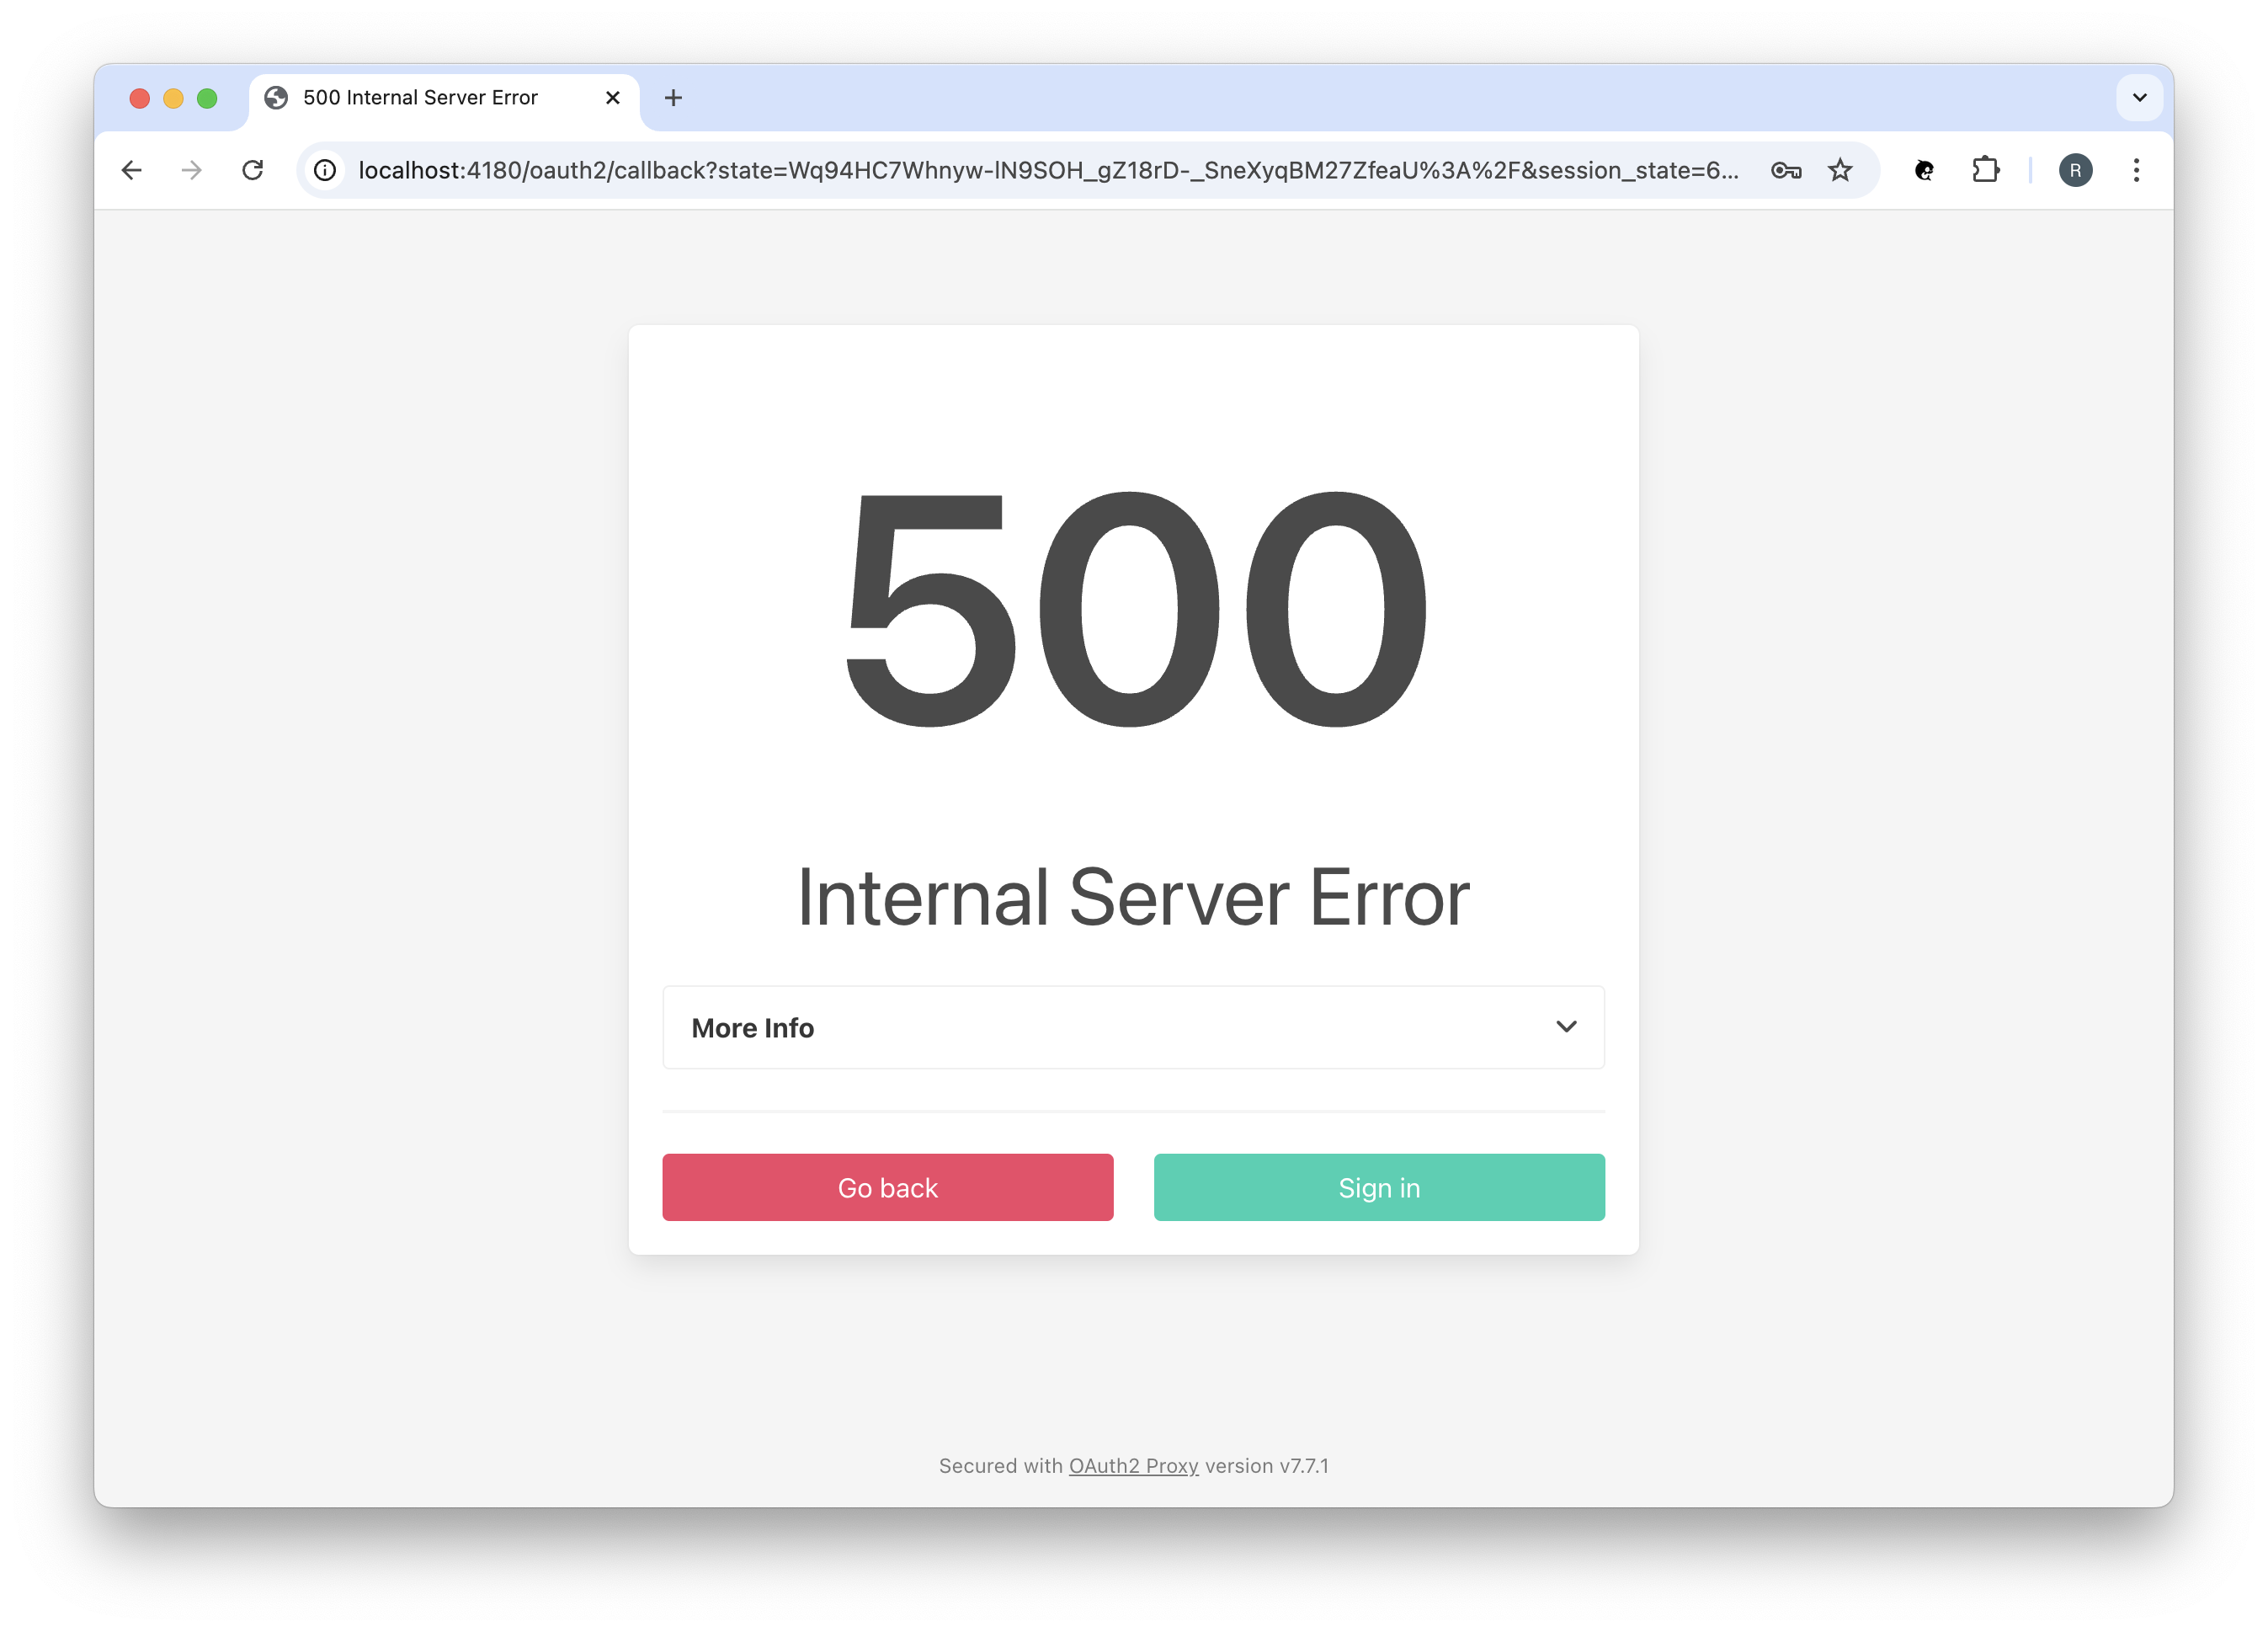 500 Internal Server Error
localhost:4180/oauth2/callback?state=Wq94HC7Whnyw-lN9SOH_gZ18rD-_SneXyqBM27ZfeaU%3A%2F&session_state=6...
R
500
Internal Server Error
More Info
Go back
Sign in
Secured with OAuth2 Proxy version v7.7.1